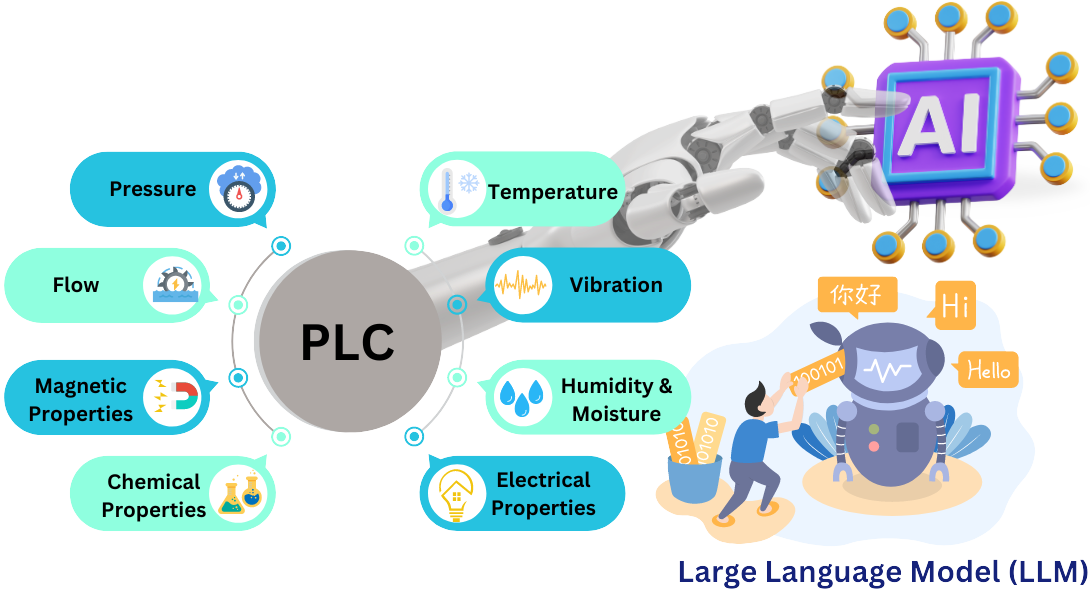 Pressure
Flow
Magnetic
Properties
Chemical
Properties
PLC
Temperature
Vibration
Humidity &
Moisture
Electrical
Properties
AI
你好
Hi
Hello
100101
01010
01010
Large Language Model (LLM)